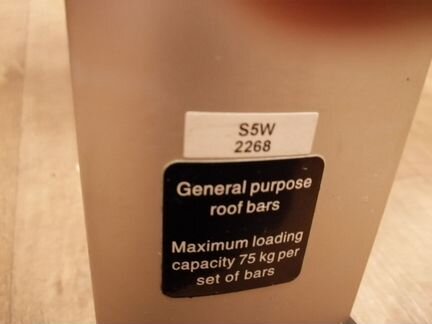 S5W
2268
General purpose
roof bars
Maximum loading
capacity 75 kg per
set of bars